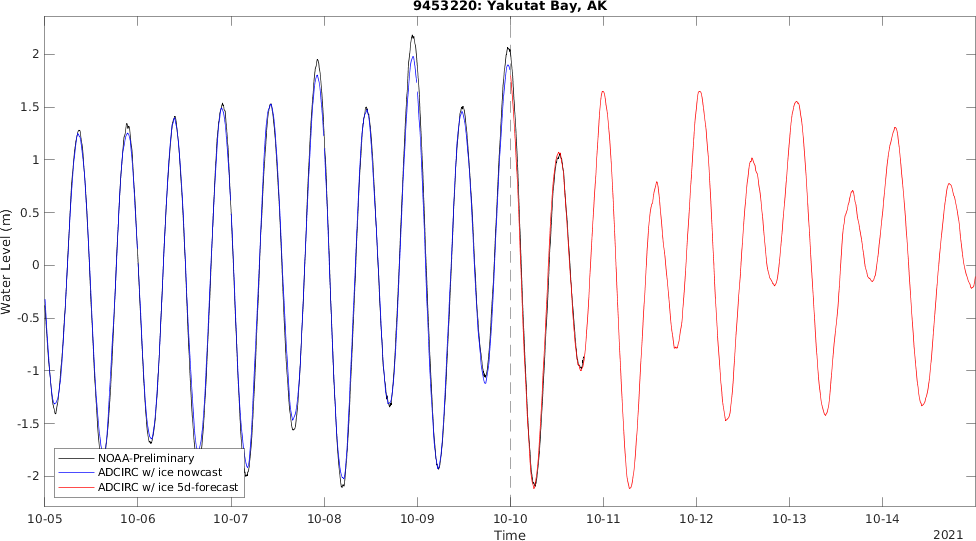 9453220: Yakutat Bay, AK
Water Level (m)
2
1.5
1
0.5
0
-0.5
-1
-1.5
-2
NOAA-Preliminary
ADCIRC w/ ice nowcast
ADCIRC w/ ice 5d-forecast
10-05 10-06 10-07 10-08 10-09 10-10 10-11 10-12 10-13 10-14
Time
2021